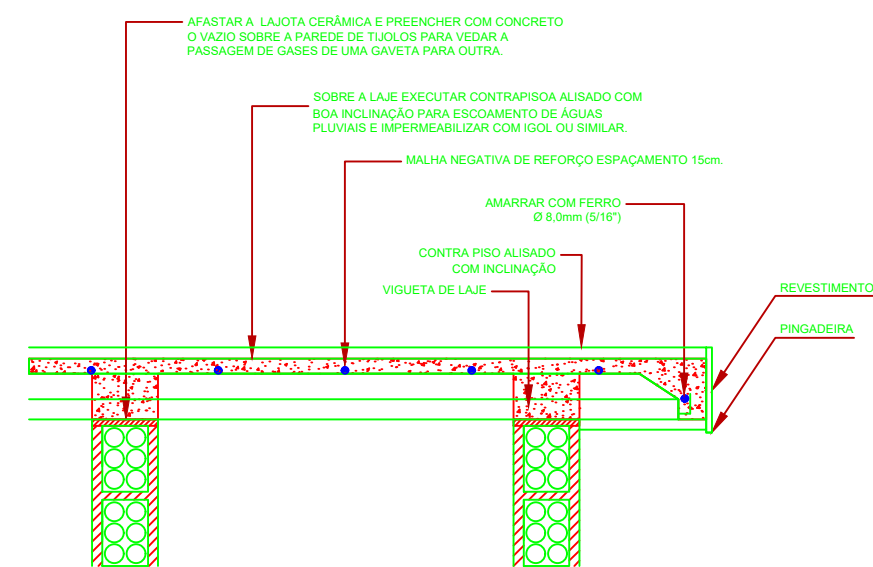 AFASTAR A LAJOTA CERÂMICA E PREENCHER COM CONCRETO
O VAZIO SOBRE A PAREDE DE TIJOLOS PARA VEDAR A
PASSAGEM DE GASES DE UMA GAVETA PARA OUTRA.
SOBRE A LAJE EXECUTAR CONTRAPISOA ALISADO COM
BOA INCLINAÇÃO PARA ESCOAMENTO DE ÁGUAS
PLUVIAIS E IMPERMEABILIZAR COM IGOL OU SIMILAR.
MALHA NEGATIVA DE REFORÇO ESPAÇAMENTO 15cm.
AMARRAR COM FERRO
Ø 8,0mm (5/16")
CONTRA PISO ALISADO
COM INCLINAÇÃO
VIGUETA DE LAJE
REVESTIMENTO
PINGADEIRA